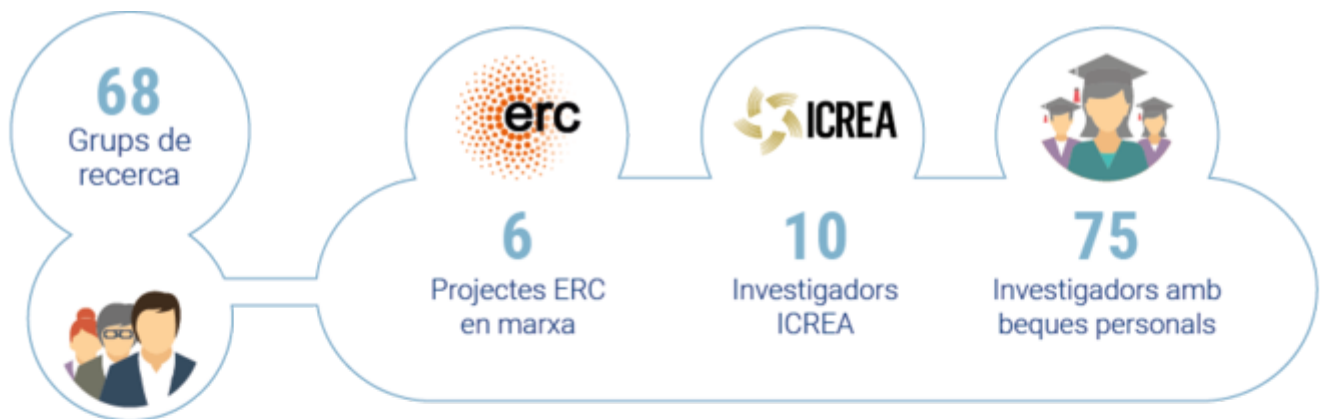 68
Grups de
recerca
erc
6
Projectes ERC
en marxa
ICREA
10
Investigadors
ICREA
75
Investigadors amb
beques personals